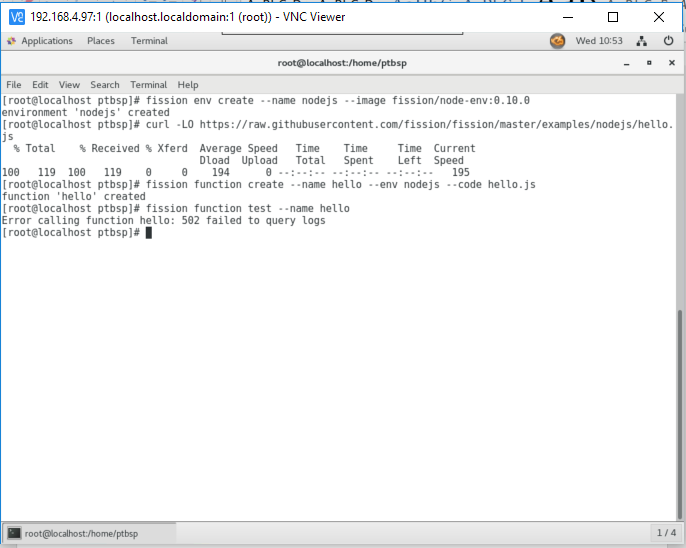 192.168.4.97:1 (localhost.localdomain:1 (root)) - VNC Viewer
Applications Places Terminal Wed 10:53
root@localhost:/home/ptbsp
File Edit View Search Terminal Help
[root@localhost ptbsp]# fission env create --name nodejs --image fission/node-env:0.10.0
environment 'nodejs' created
[root@localhost ptbsp]# curl -LO https://raw.githubusercontent.com/fission/fission/master/examples/nodejs/hello.
js
% Total % Received % Xferd Average Speed Time Time Time Current
Dload Upload Total Spent Left Speed
100 119 100 119 0 0 194 0 --:--:-- --:--:-- --:--:-- 195
[root@localhost ptbsp]# fission function create --name hello --env nodejs --code hello.js
function 'hello' created
[root@localhost ptbsp]# fission function test --name hello
Error calling function hello: 502 failed to query logs
[root@localhost ptbsp]#
root@localhost:/home/ptbsp 1 / 4